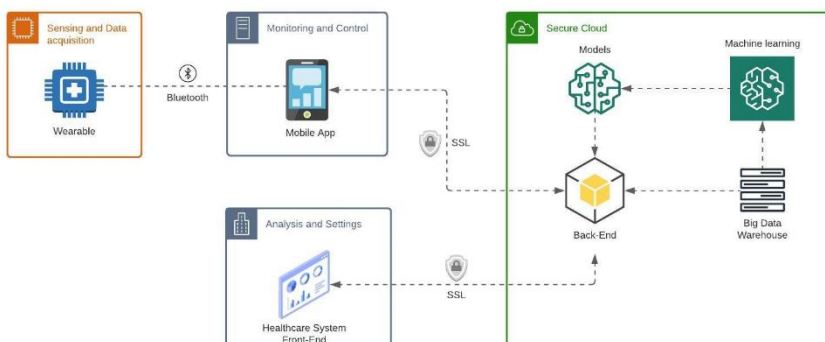 Sensing and Data
acquisition
Wearable
Bluetooth
Monitoring and Control
Mobile App
SSL
Analysis and Settings
Healthcare System
Front-End
SSL
Secure Cloud
Models
Machine learning
Back-End
Big Data
Warehouse